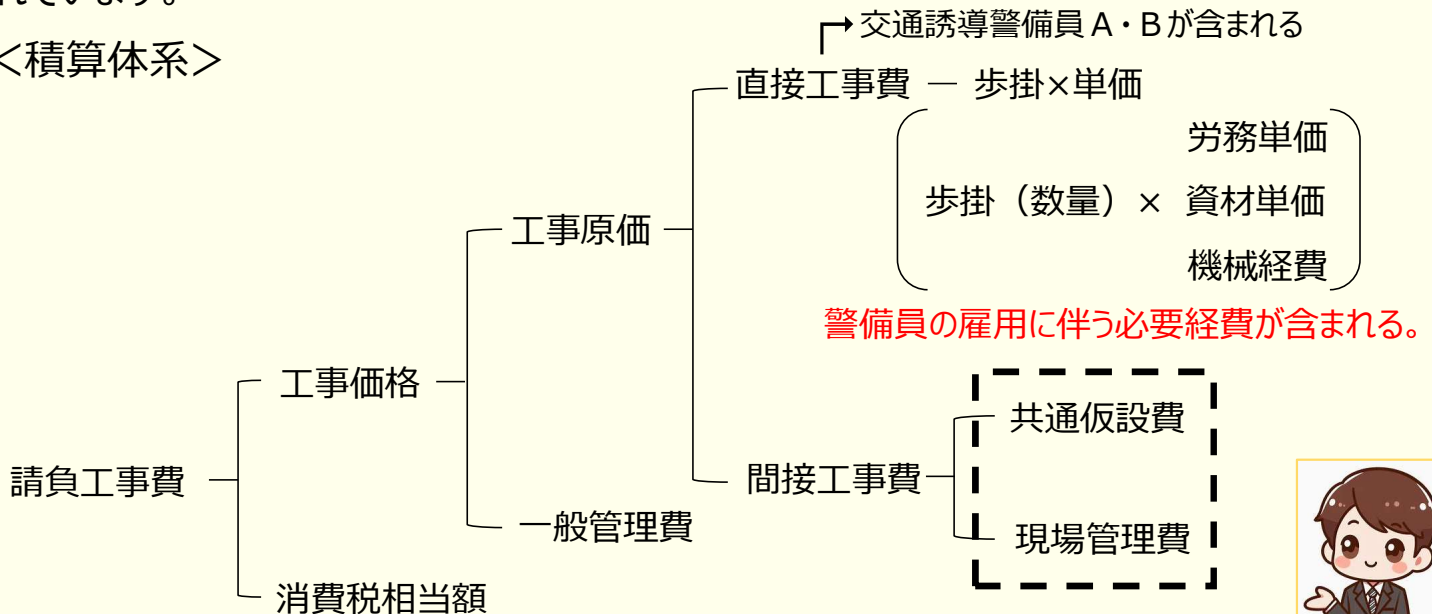 れています。
＜積算体系＞
交通誘導警備員A・Bが含まれる
直接工事費 － 歩掛×単価
労務単価
歩掛（数量）× 資材単価
機械経費
工事原価
警備員の雇用に伴う必要経費が含まれる。
工事価格
共通仮設費
請負工事費
間接工事費
一般管理費
現場管理費
消費税相当額